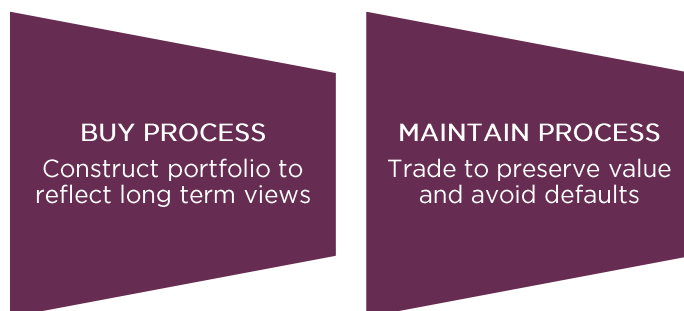 BUY PROCESS
Construct portfolio to
reflect long term views
MAINTAIN PROCESS
Trade to preserve value
and avoid defaults